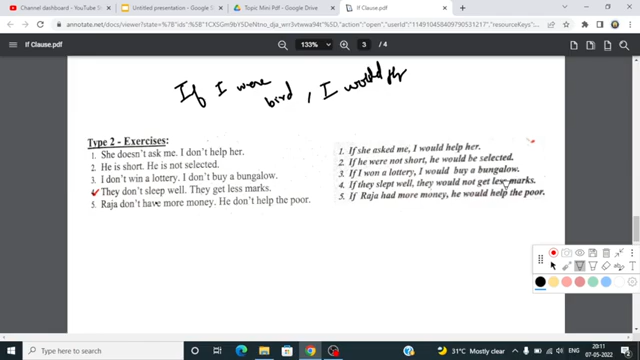 Channel dashboard - YouTube Stu
Untitled presentation - Google Sli
Topic Mini Pdf - Google Drive
If Clause.pdf
If Clause.pdf
133%
3 / 4
If I were
bird, I would fly
Type 2 - Exercises:
1. She doesn't ask me. I don't help her.
2. He is short. He is not selected.
3. I don't win a lottery. I don't buy a bungalow.
4. They don't sleep well. They get less marks.
5. Raja don't have more money. He don't help the poor.
1. If she asked me, I would help her.
2. If he were not short, he would be selected.
3. If I won a lottery, I would buy a bungalow.
4. If they slept well, they would not get less marks.
5. If Raja had more money, he would help the poor.
31°C Mostly clear
ENG
20:11
07-05-2022